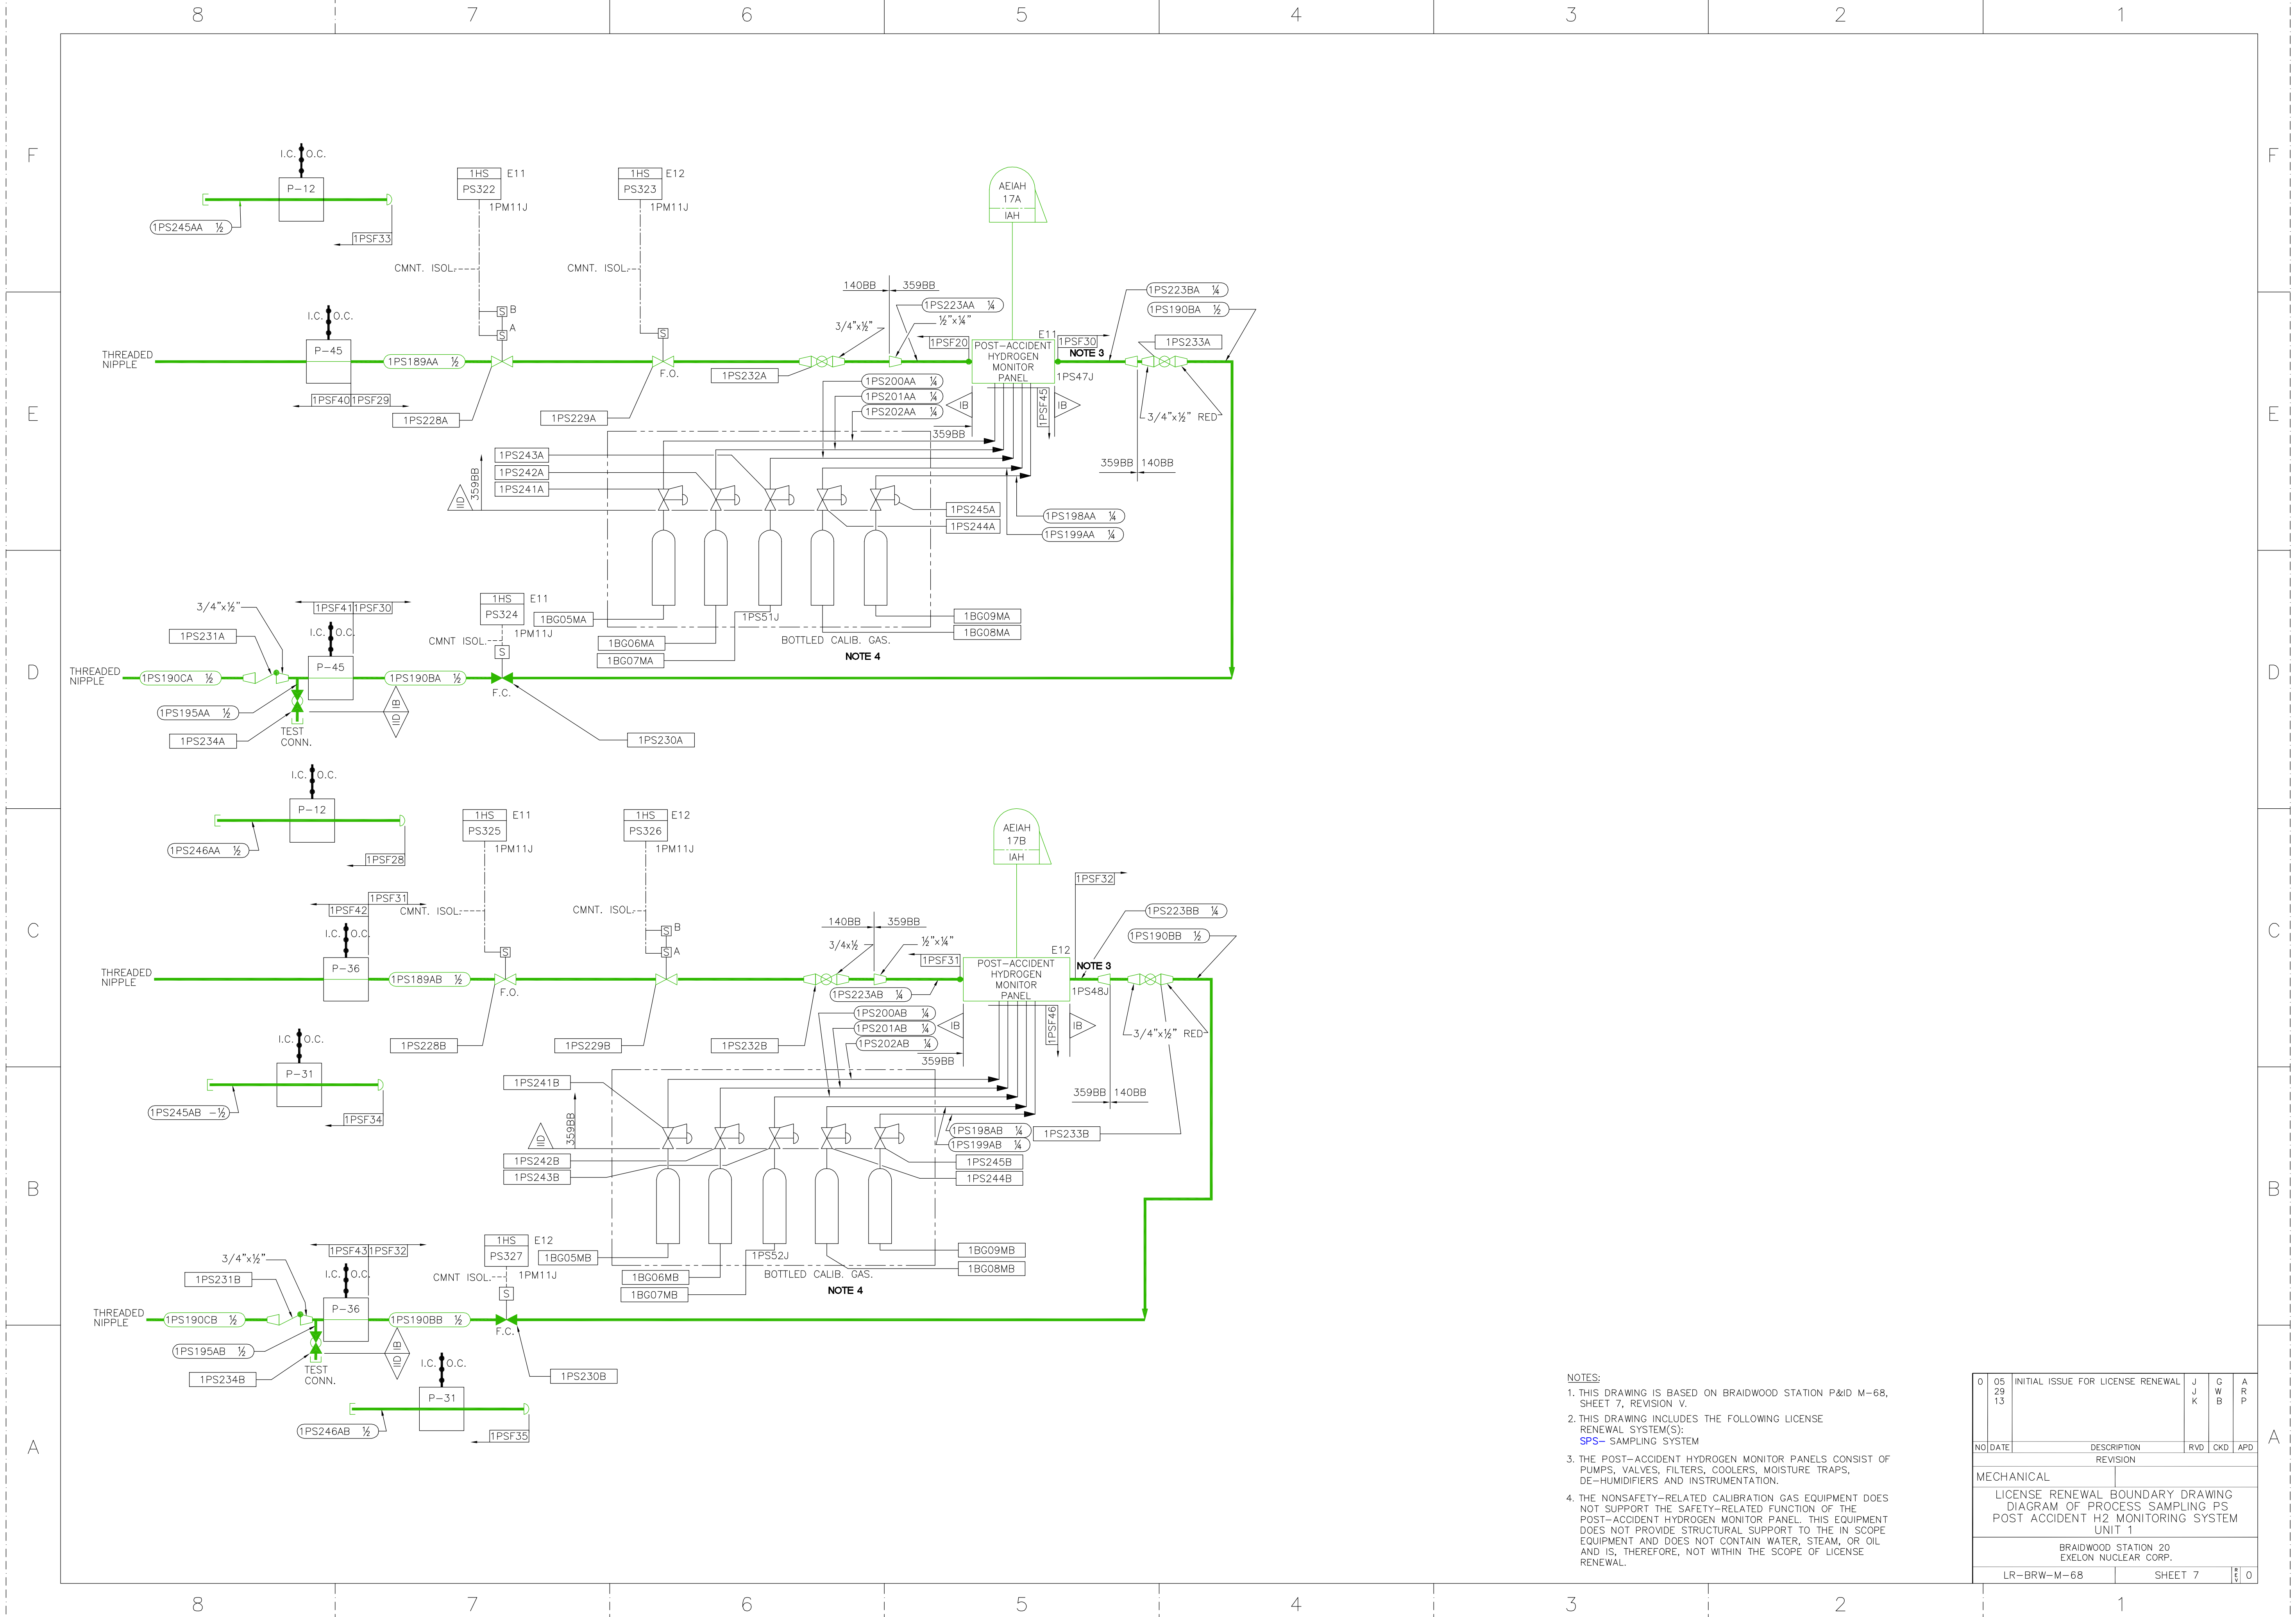 8 7 6 5 4 3 2 1
F
F
I.C. O.C.
P-12
1PS245AA ½
1PSF33
1HS E11
PS322
1PM11J
CMNT. ISOL.
1HS E12
PS323
1PM11J
CMNT. ISOL.
AEIAH
17A
IAH
140BB 359BB
1PS223AA ¼
½"x¼"
3/4"x½"
1PSF20
E11
1PSF30
NOTE 3
1PS223BA ¼
1PS190BA ½
1PS233A
I.C. O.C.
P-45
THREADED
NIPPLE
1PS189AA ½
S B
S A
S
F.O.
1PSF40 1PSF29
1PS228A
1PS229A
1PS232A
POST-ACCIDENT
HYDROGEN
MONITOR
PANEL
1PS47J
E
E
1PS200AA ¼
1PS201AA ¼
1PS202AA ¼
IB
1PSF45
IB
3/4"x½" RED
359BB
359BB 140BB
1PS243A
1PS242A
1PS241A
IID
359BB
1PS245A
1PS244A
1PS198AA ¼
1PS199AA ¼
3/4"x½"
1PSF41 1PSF30
1PS231A
I.C. O.C.
P-45
1HS E11
PS324
1PM11J
CMNT ISOL.
S
1BG05MA
1BG06MA
1BG07MA
1PS51J
1BG09MA
1BG08MA
BOTTLED CALIB. GAS.
NOTE 4
D
D
THREADED
NIPPLE
1PS190CA ½
1PS190BA ½
F.C.
1PS195AA ½
1PS234A
TEST
CONN.
IB
IID
1PS230A
I.C. O.C.
P-12
1PS246AA ½
1PSF28
1HS E11
PS325
1PM11J
CMNT. ISOL.
1HS E12
PS326
1PM11J
CMNT. ISOL.
AEIAH
17B
IAH
1PSF32
C
C
1PSF31
1PSF42
I.C. O.C.
P-36
THREADED
NIPPLE
1PS189AB ½
S
F.O.
S B
S A
140BB 359BB
3/4x½
½"x¼"
1PSF31
1PS223AB ¼
E12
NOTE 3
POST-ACCIDENT
HYDROGEN
MONITOR
PANEL
1PS48J
1PS223BB ¼
1PS190BB ½
1PS228B
1PS229B
1PS232B
1PS200AB ¼
1PS201AB ¼
1PS202AB ¼
IB
1PSF46
IB
3/4"x½" RED
359BB
359BB 140BB
I.C. O.C.
P-31
1PS245AB -½
1PSF34
1PS241B
IID
359BB
1PS242B
1PS243B
1PS198AB ¼
1PS199AB ¼
1PS233B
1PS245B
1PS244B
B
B
1PSF43 1PSF32
3/4"x½"
1PS231B
I.C. O.C.
P-36
1HS E12
PS327
1PM11J
CMNT ISOL.
S
1BG05MB
1BG06MB
1BG07MB
1PS52J
1BG09MB
1BG08MB
BOTTLED CALIB. GAS.
NOTE 4
THREADED
NIPPLE
1PS190CB ½
1PS190BB ½
F.C.
1PS195AB ½
1PS234B
TEST
CONN.
IB
IID
1PS230B
I.C. O.C.
P-31
1PS246AB ½
1PSF35
A
A
NOTES:
1. THIS DRAWING IS BASED ON BRAIDWOOD STATION P&ID M-68,
SHEET 7, REVISION V.
2. THIS DRAWING INCLUDES THE FOLLOWING LICENSE
RENEWAL SYSTEM(S):
SPS- SAMPLING SYSTEM
3. THE POST-ACCIDENT HYDROGEN MONITOR PANELS CONSIST OF
PUMPS, VALVES, FILTERS, COOLERS, MOISTURE TRAPS,
DE-HUMIDIFIERS AND INSTRUMENTATION.
4. THE NONSAFETY-RELATED CALIBRATION GAS EQUIPMENT DOES
NOT SUPPORT THE SAFETY-RELATED FUNCTION OF THE
POST-ACCIDENT HYDROGEN MONITOR PANEL. THIS EQUIPMENT
DOES NOT PROVIDE STRUCTURAL SUPPORT TO THE IN SCOPE
EQUIPMENT AND DOES NOT CONTAIN WATER, STEAM, OR OIL
AND IS, THEREFORE, NOT WITHIN THE SCOPE OF LICENSE
RENEWAL.
0 05 INITIAL ISSUE FOR LICENSE RENEWAL J G A
29 J W R
13 K B P
NO DATE DESCRIPTION RVD CKD APD
REVISION
MECHANICAL
LICENSE RENEWAL BOUNDARY DRAWING
DIAGRAM OF PROCESS SAMPLING PS
POST ACCIDENT H2 MONITORING SYSTEM
UNIT 1
BRAIDWOOD STATION 20
EXELON NUCLEAR CORP.
LR-BRW-M-68 SHEET 7 REV 0
8 7 6 5 4 3 2 1